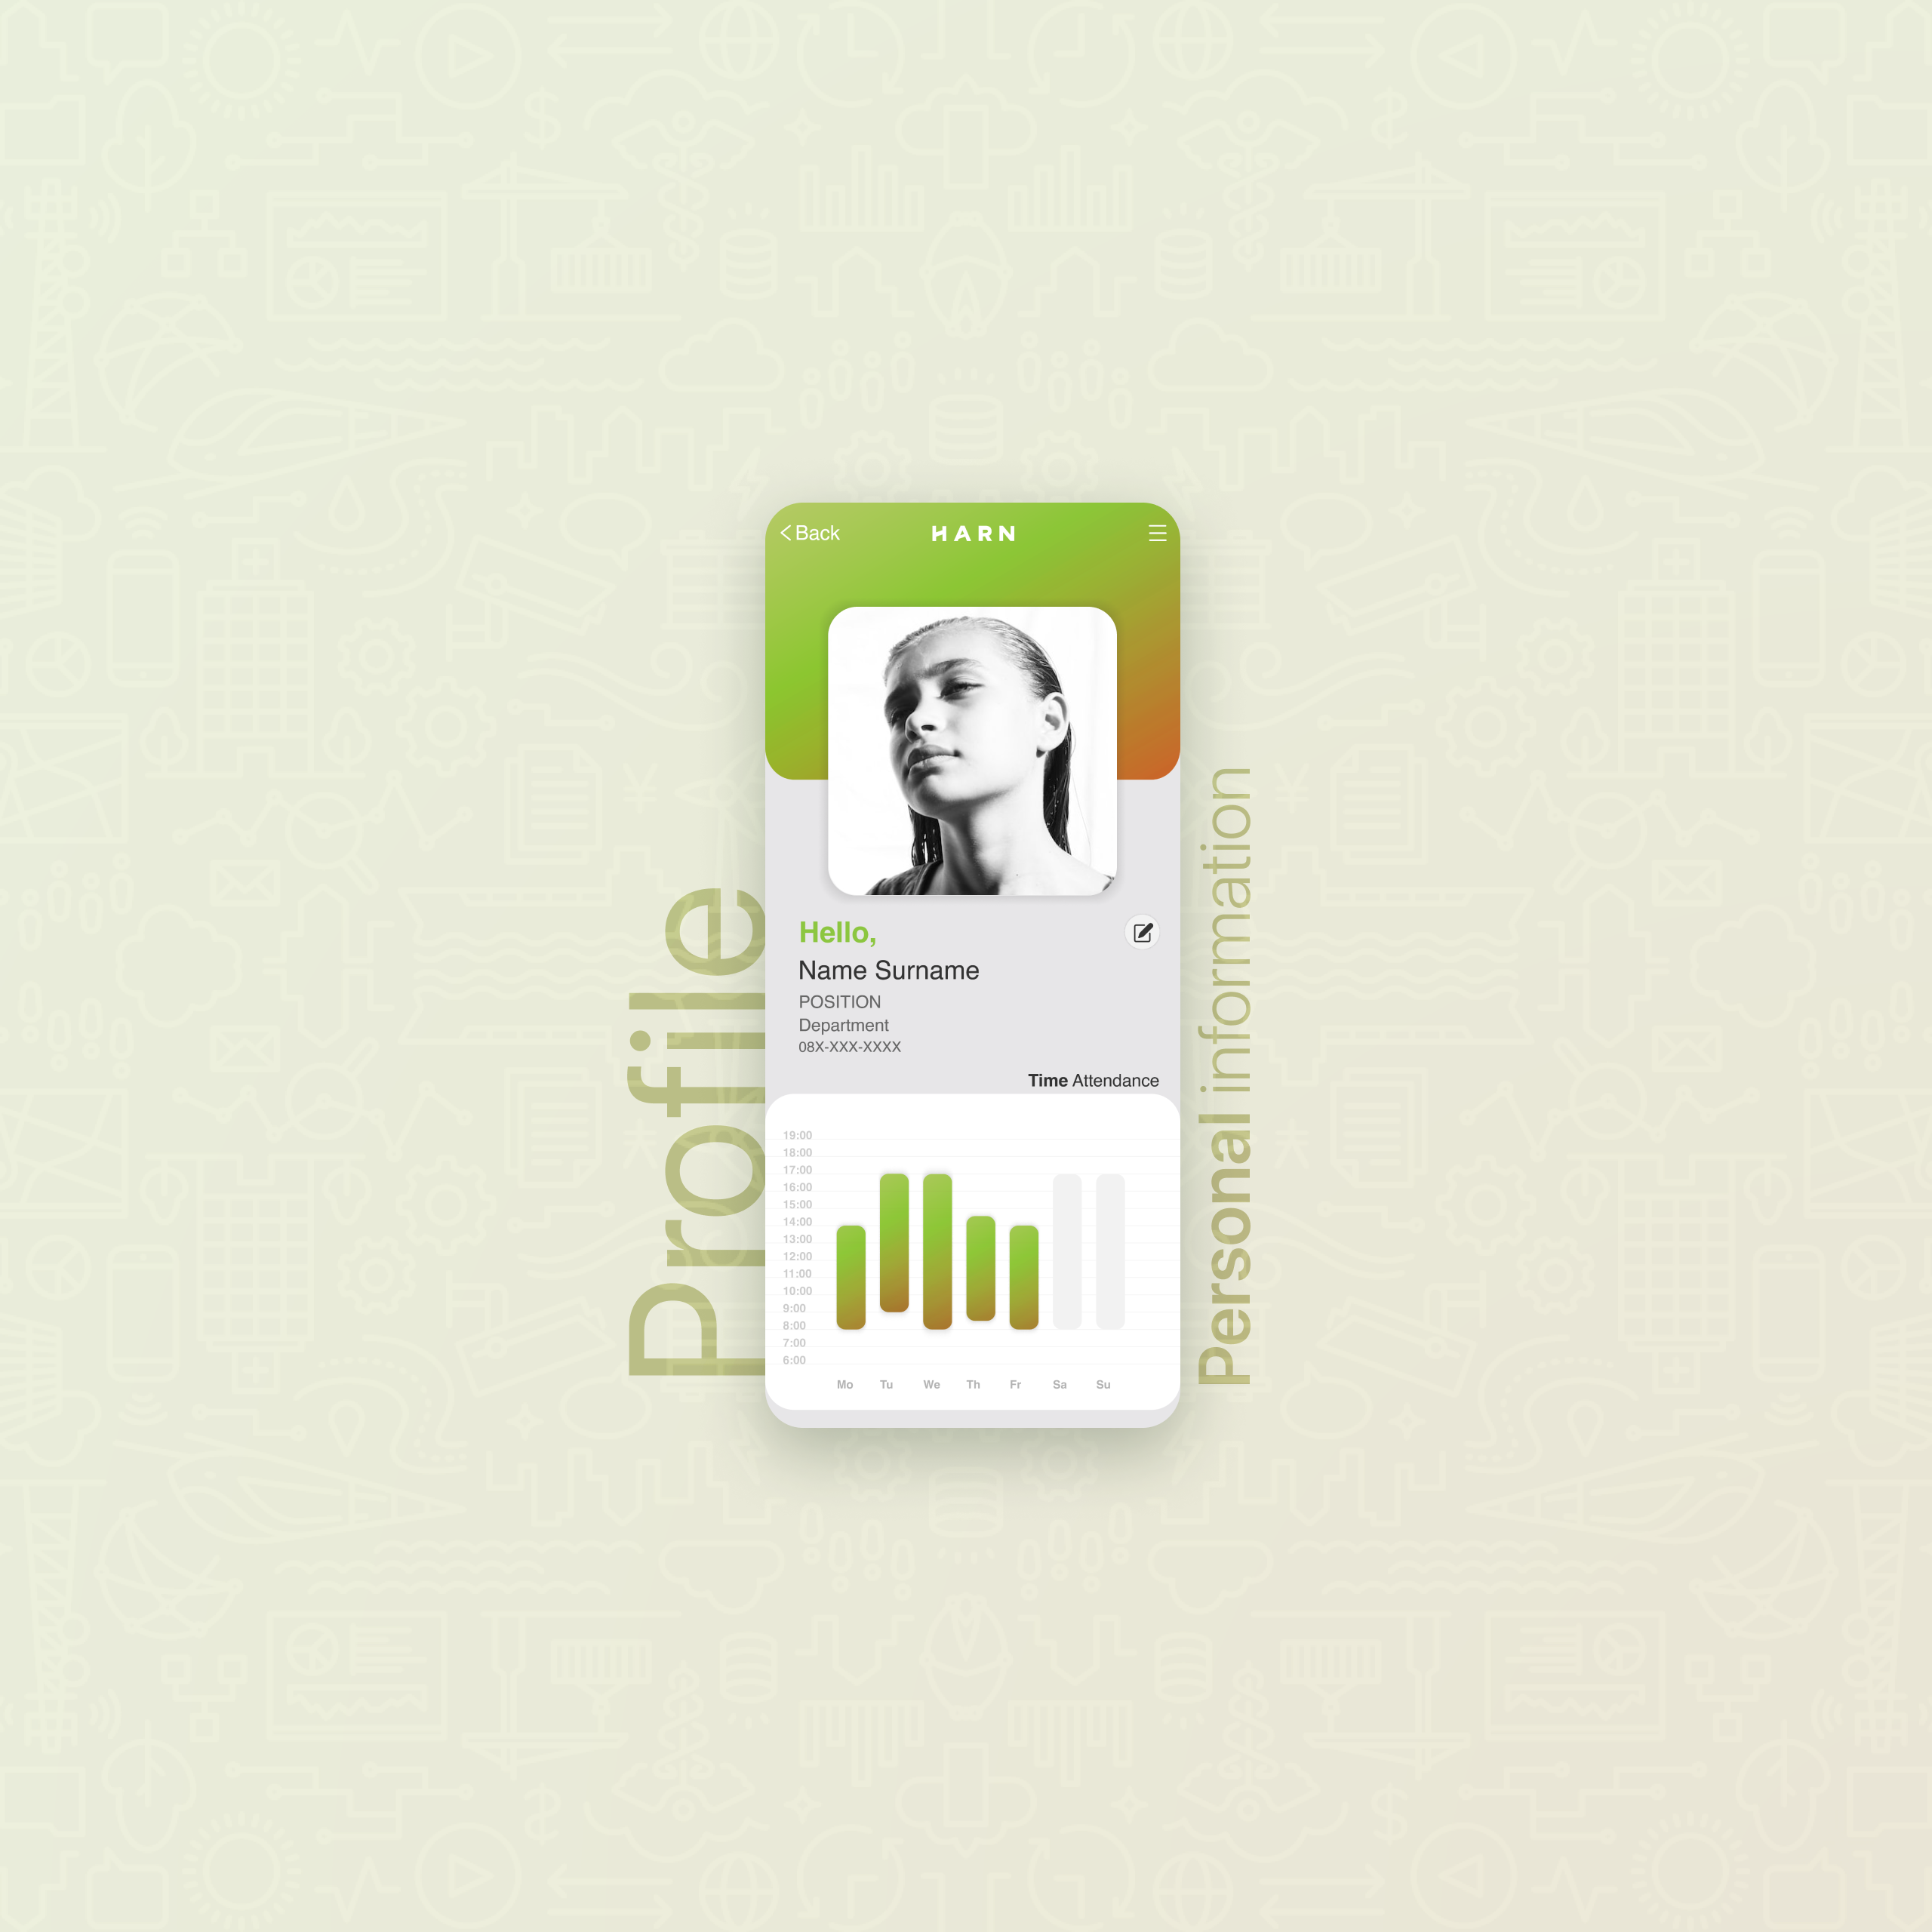 Back
HARN
Hello,
Name Surname
POSITION
Department
08X-XXX-XXXX
Time Attendance
19:00
18:00
17:00
16:00
15:00
14:00
13:00
12:00
11:00
10:00
9:00
8:00
7:00
6:00
Mo Tu We Th Fr Sa Su
Profile
Personal information